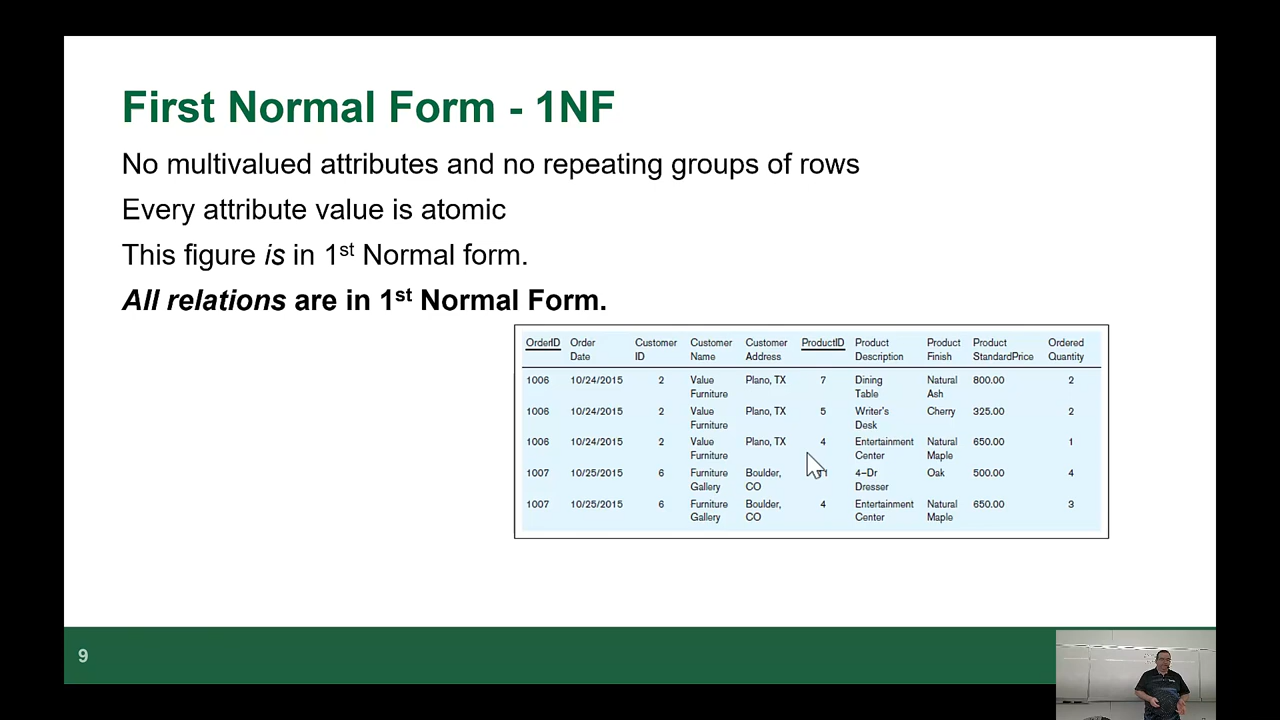 First Normal Form - 1NF
No multivalued attributes and no repeating groups of rows
Every attribute value is atomic
This figure is in 1st Normal form.
All relations are in 1st Normal Form.
OrderID Order Customer Customer Customer ProductID Product Product Product Ordered
Date ID Name Address Description Finish StandardPrice Quantity
1006 10/24/2015 2 Value Plano, TX 7 Dining Natural 800.00 2
Furniture Table Ash
1006 10/24/2015 2 Value Plano, TX 5 Writer's Cherry 325.00 2
Furniture Desk
1006 10/24/2015 2 Value Plano, TX 4 Entertainment Natural 650.00 1
Furniture Center Maple
1007 10/25/2015 6 Furniture Boulder, 4–Dr Oak 500.00 4
Gallery CO Dresser
1007 10/25/2015 6 Furniture Boulder, 4 Entertainment Natural 650.00 3
Gallery CO Center Maple
9